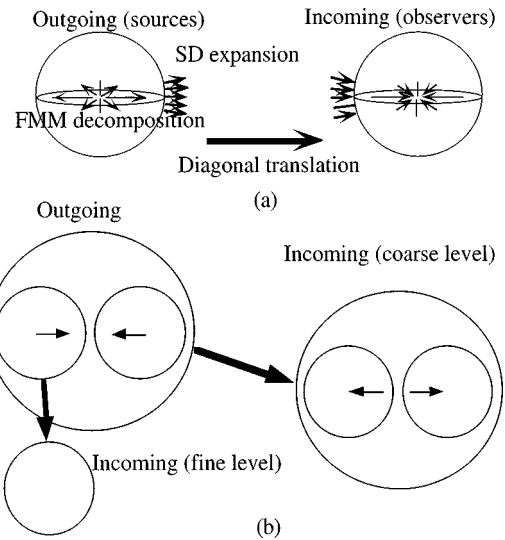 Outgoing (sources)
Incoming (observers)
SD expansion
FMM decomposition
Diagonal translation
(a)
Outgoing
Incoming (coarse level)
Incoming (fine level)
(b)